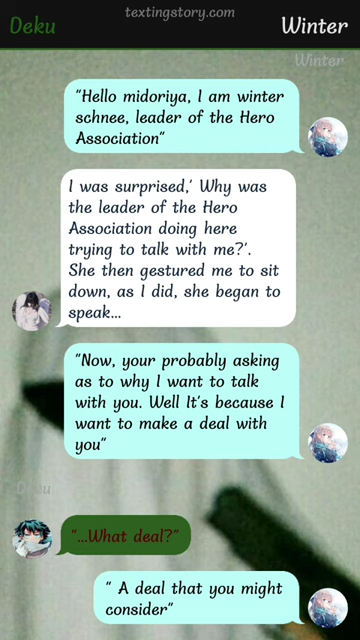 textingstory.com
Deku
Winter
Winter
"Hello midoriya, I am winter
schnee, leader of the Hero
Association"
I was surprised,' Why was
the leader of the Hero
Association doing here
trying to talk with me?'.
She then gestured me to sit
down, as I did, she began to
speak...
"Now, your probably asking
as to why I want to talk
with you. Well It's because I
want to make a deal with
you"
Deku
"...What deal?"
" A deal that you might
consider"